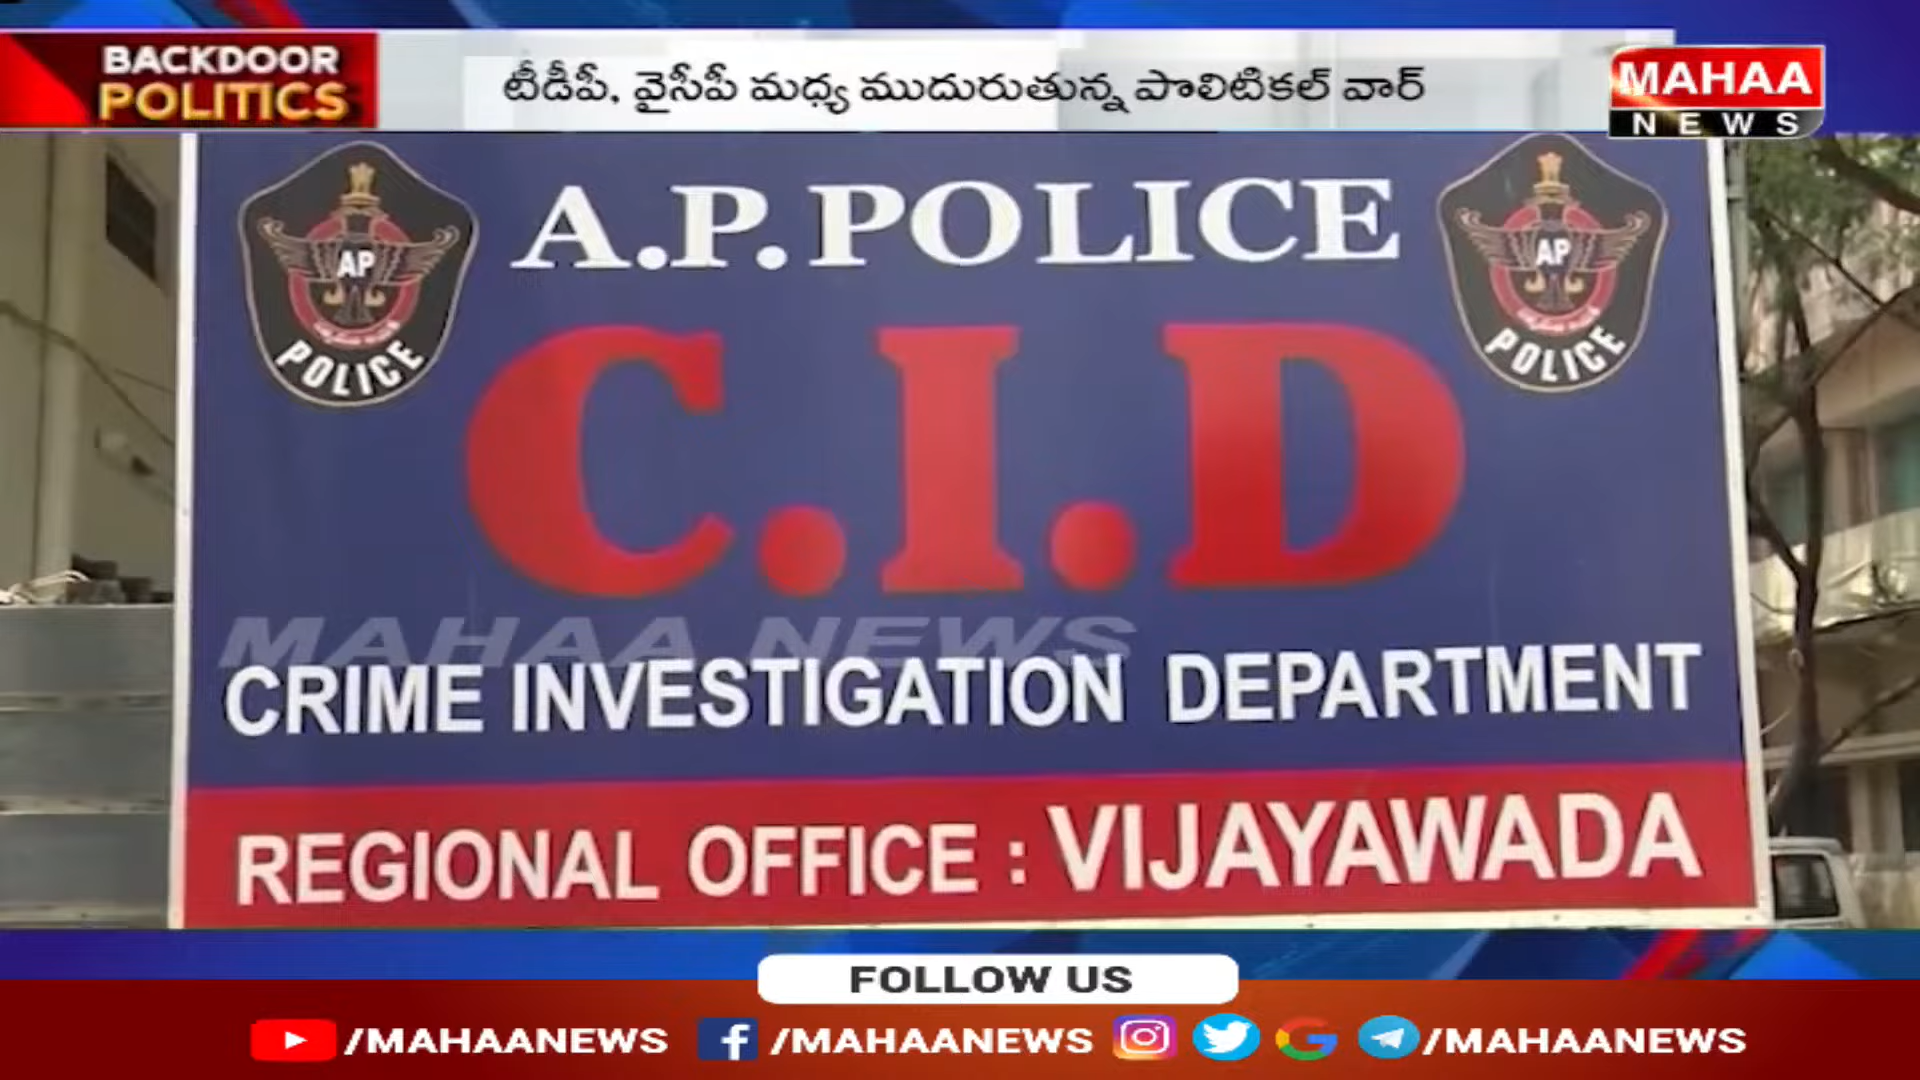 BACKDOOR
POLITICS
టీడీపీ, వైసీపీ మధ్య ముదురుతున్న పొలిటికల్ వార్
MAHAA
NEWS
A.P. POLICE
AP
POLICE
AP
POLICE
C.I.D
MAHAA NEWS
CRIME INVESTIGATION DEPARTMENT
REGIONAL OFFICE : VIJAYAWADA
FOLLOW US
/MAHAANEWS /MAHAANEWS /MAHAANEWS